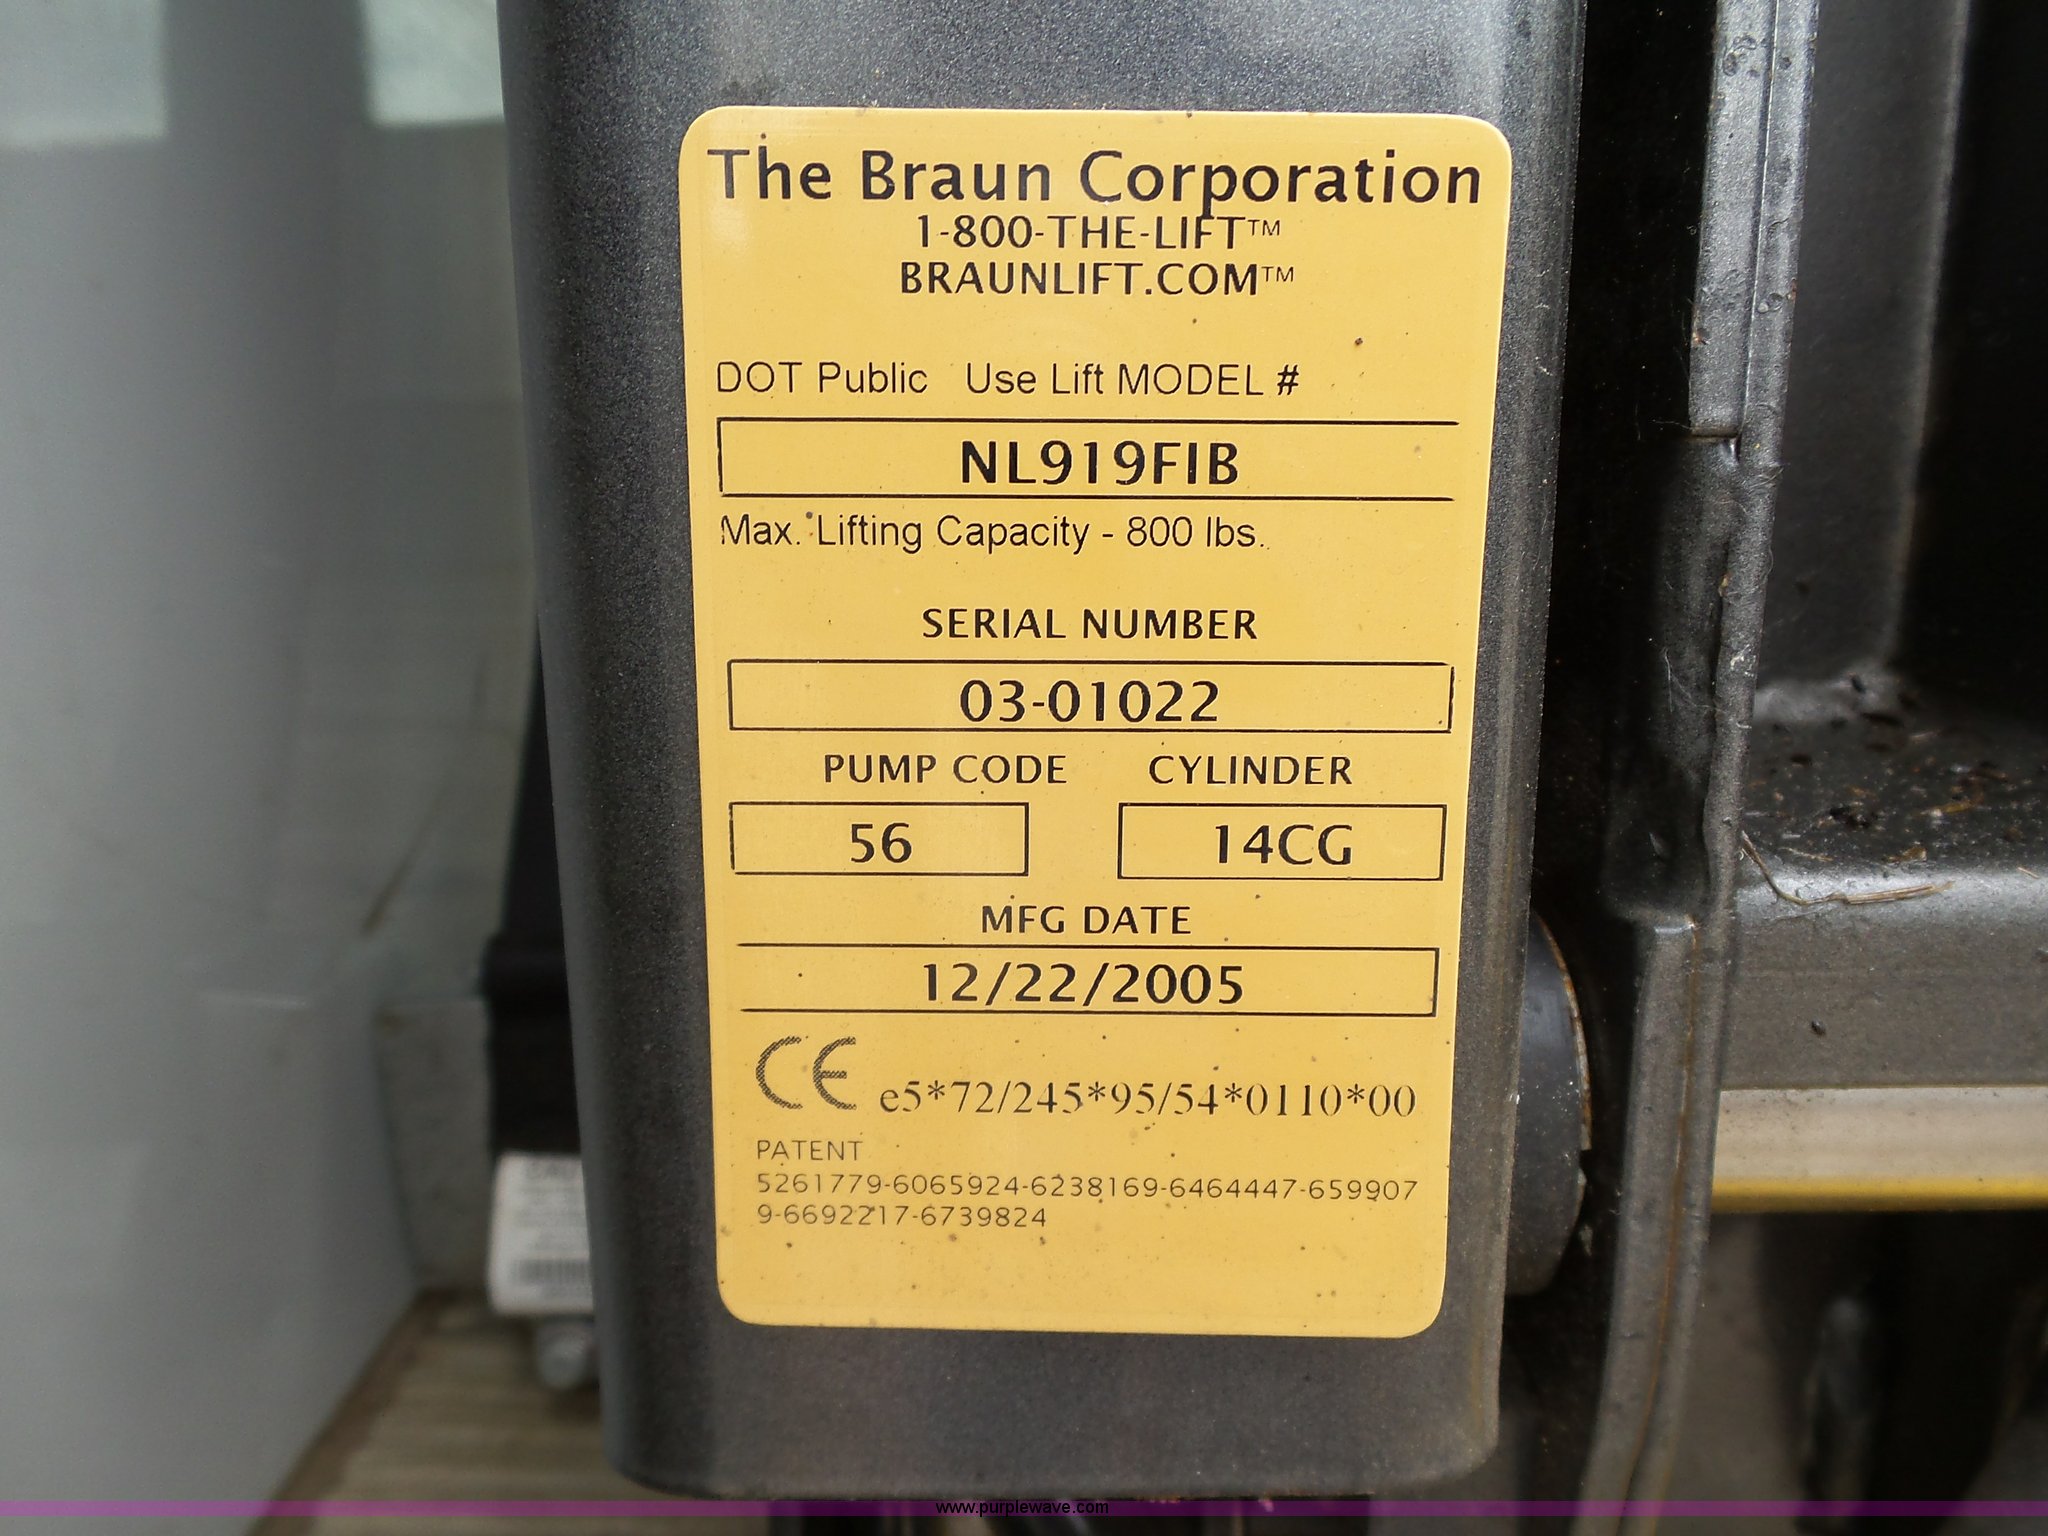 The Braun Corporation
1-800-THE-LIFT™
BRAUNLIFT.COM™
DOT Public Use Lift MODEL #
NL919FIB
Max. Lifting Capacity - 800 lbs.
SERIAL NUMBER
03-01022
PUMP CODE CYLINDER
56 14CG
MFG DATE
12/22/2005
CE e5*72/245*95/54*0110*00
PATENT
5261779-6065924-6238169-6464447-659907
9-6692217-6739824
www.purplewave.com